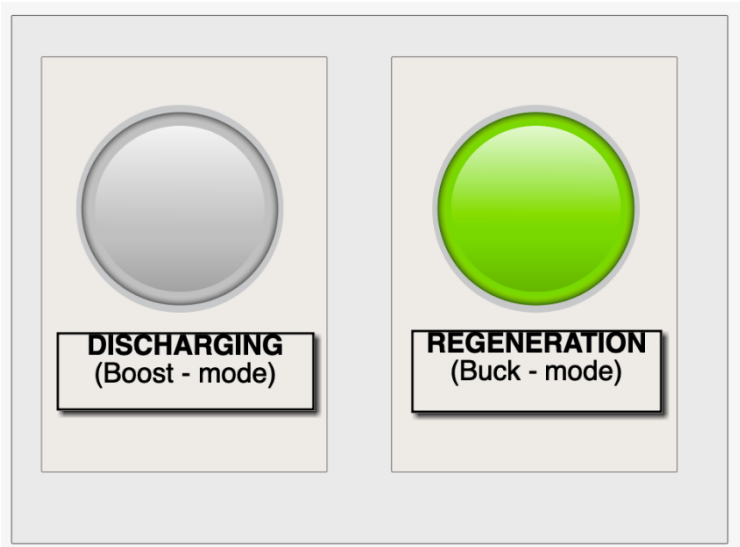 DISCHARGING
(Boost - mode)
REGENERATION
(Buck - mode)